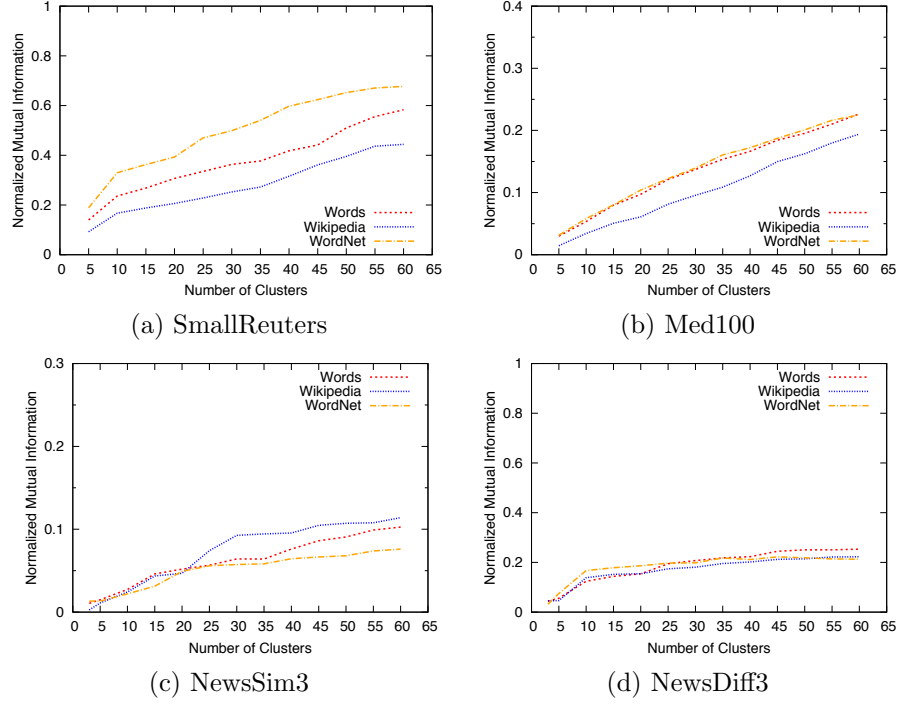 Normalized Mutual Information
1
0.8
0.6
0.4
0.2
0
0 5 10 15 20 25 30 35 40 45 50 55 60 65
Number of Clusters
Words
Wikipedia
WordNet
(a) SmallReuters
Normalized Mutual Information
0.4
0.3
0.2
0.1
0
0 5 10 15 20 25 30 35 40 45 50 55 60 65
Number of Clusters
Words
Wikipedia
WordNet
(b) Med100
Normalized Mutual Information
0.3
0.2
0.1
0
0 5 10 15 20 25 30 35 40 45 50 55 60 65
Number of Clusters
Words
Wikipedia
WordNet
(c) NewsSim3
Normalized Mutual Information
1
0.8
0.6
0.4
0.2
0
0 5 10 15 20 25 30 35 40 45 50 55 60 65
Number of Clusters
Words
Wikipedia
WordNet
(d) NewsDiff3